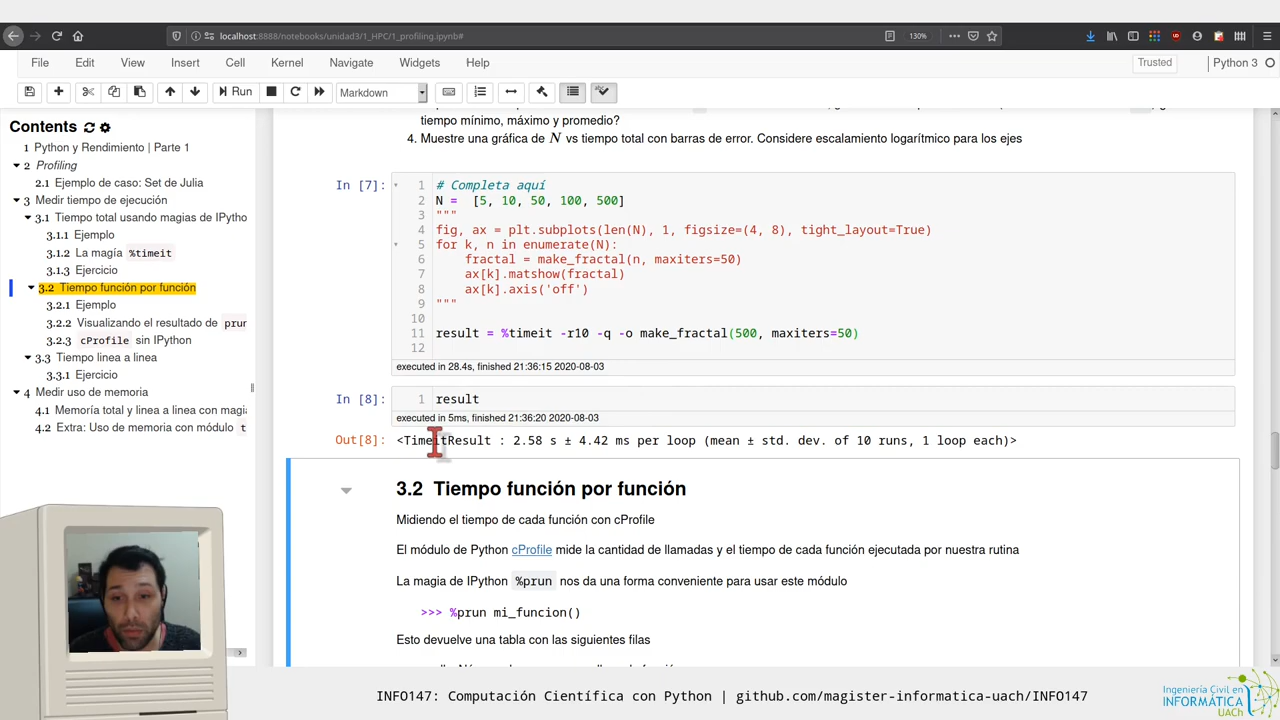 localhost:8888/notebooks/unidad3/1_HPC/1_profiling.ipynb#
130%
File Edit View Insert Cell Kernel Navigate Widgets Help
Trusted
Python 3
Run
Markdown
Contents
1 Python y Rendimiento | Parte 1
2 Profiling
2.1 Ejemplo de caso: Set de Julia
3 Medir tiempo de ejecución
3.1 Tiempo total usando magias de IPytho
3.1.1 Ejemplo
3.1.2 La magía %timeit
3.1.3 Ejercicio
3.2 Tiempo función por función
3.2.1 Ejemplo
3.2.2 Visualizando el resultado de prun
3.2.3 cProfile sin IPython
3.3 Tiempo linea a linea
3.3.1 Ejercicio
4 Medir uso de memoria
4.1 Memoría total y linea a linea con magi
4.2 Extra: Uso de memoria con módulo t
tiempo mínimo, máximo y promedio?
4. Muestre una gráfica de N vs tiempo total con barras de error. Considere escalamiento logarítmico para los ejes
In [7]:
1 # Completa aquí
2 N =  [5, 10, 50, 100, 500]
3 """
4 fig, ax = plt.subplots(len(N), 1, figsize=(4, 8), tight_layout=True)
5 for k, n in enumerate(N):
6     fractal = make_fractal(n, maxiters=50)
7     ax[k].matshow(fractal)
8     ax[k].axis('off')
9 """
10
11 result = %timeit -r10 -q -o make_fractal(500, maxiters=50)
12
executed in 28.4s, finished 21:36:15 2020-08-03
In [8]:
1 result
executed in 5ms, finished 21:36:20 2020-08-03
Out[8]: <TimeitResult : 2.58 s ± 4.42 ms per loop (mean ± std. dev. of 10 runs, 1 loop each)>
3.2 Tiempo función por función
Midiendo el tiempo de cada función con cProfile
El módulo de Python cProfile mide la cantidad de llamadas y el tiempo de cada función ejecutada por nuestra rutina
La magia de IPython %prun nos da una forma conveniente para usar este módulo
>>> %prun mi_funcion()
Esto devuelve una tabla con las siguientes filas
INFO147: Computación Científica con Python | github.com/magister-informatica-uach/INFO147
Ingeniería Civil en
INFORMÁTICA
UACh